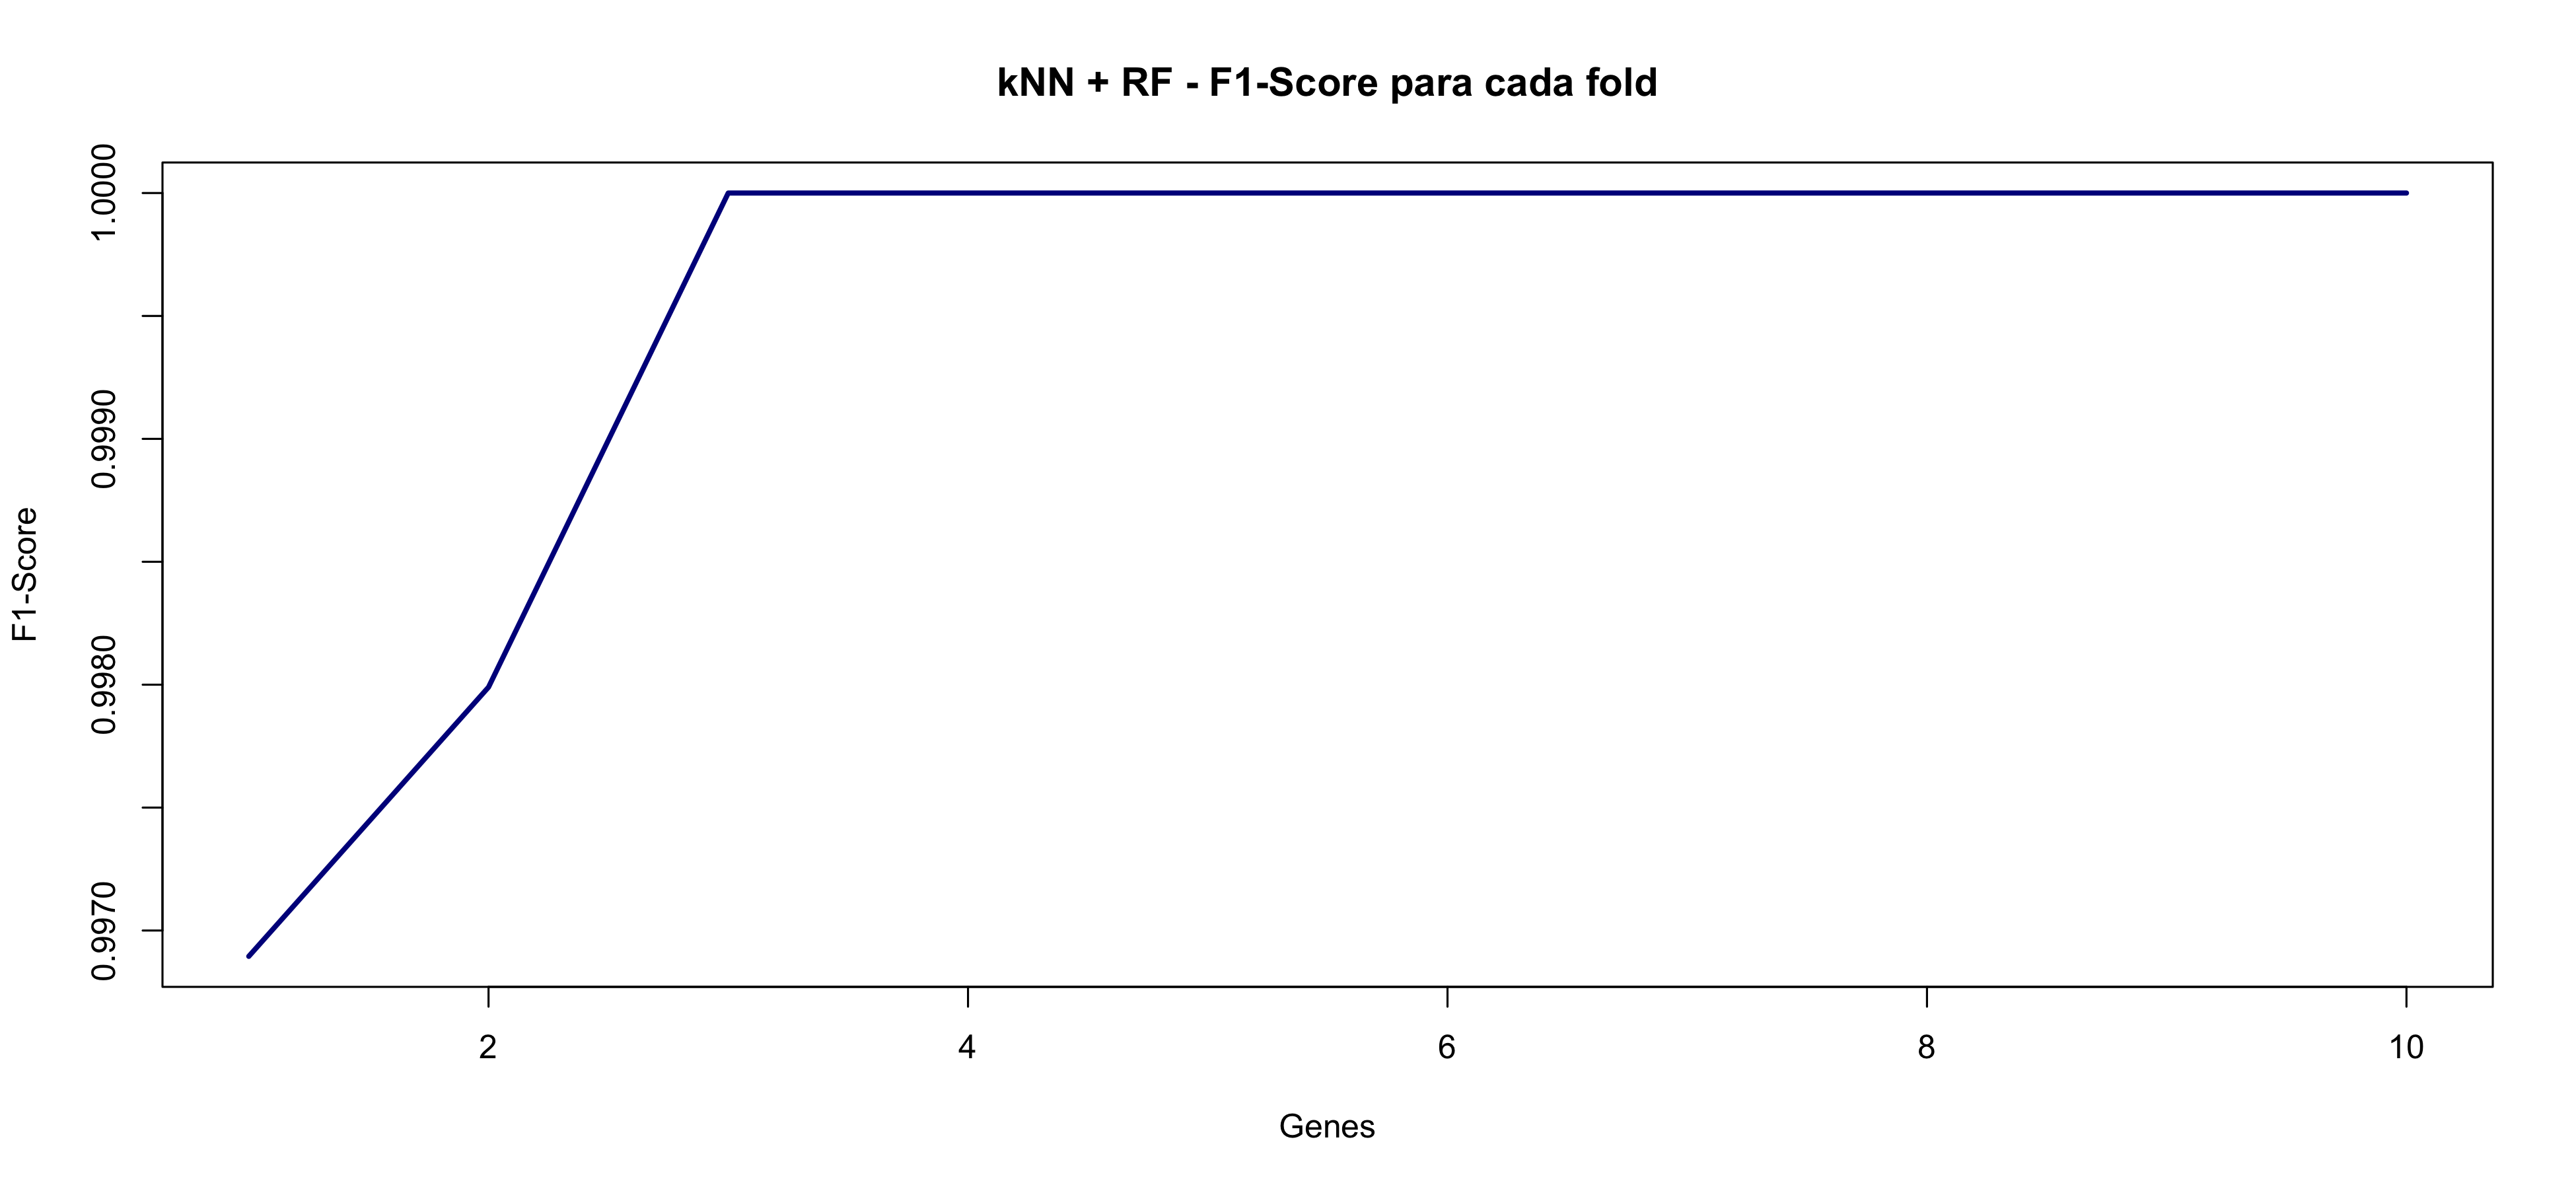 kNN + RF - F1-Score para cada fold
F1-Score
1.0000
0.9990
0.9980
0.9970
2 4 6 8 10
Genes